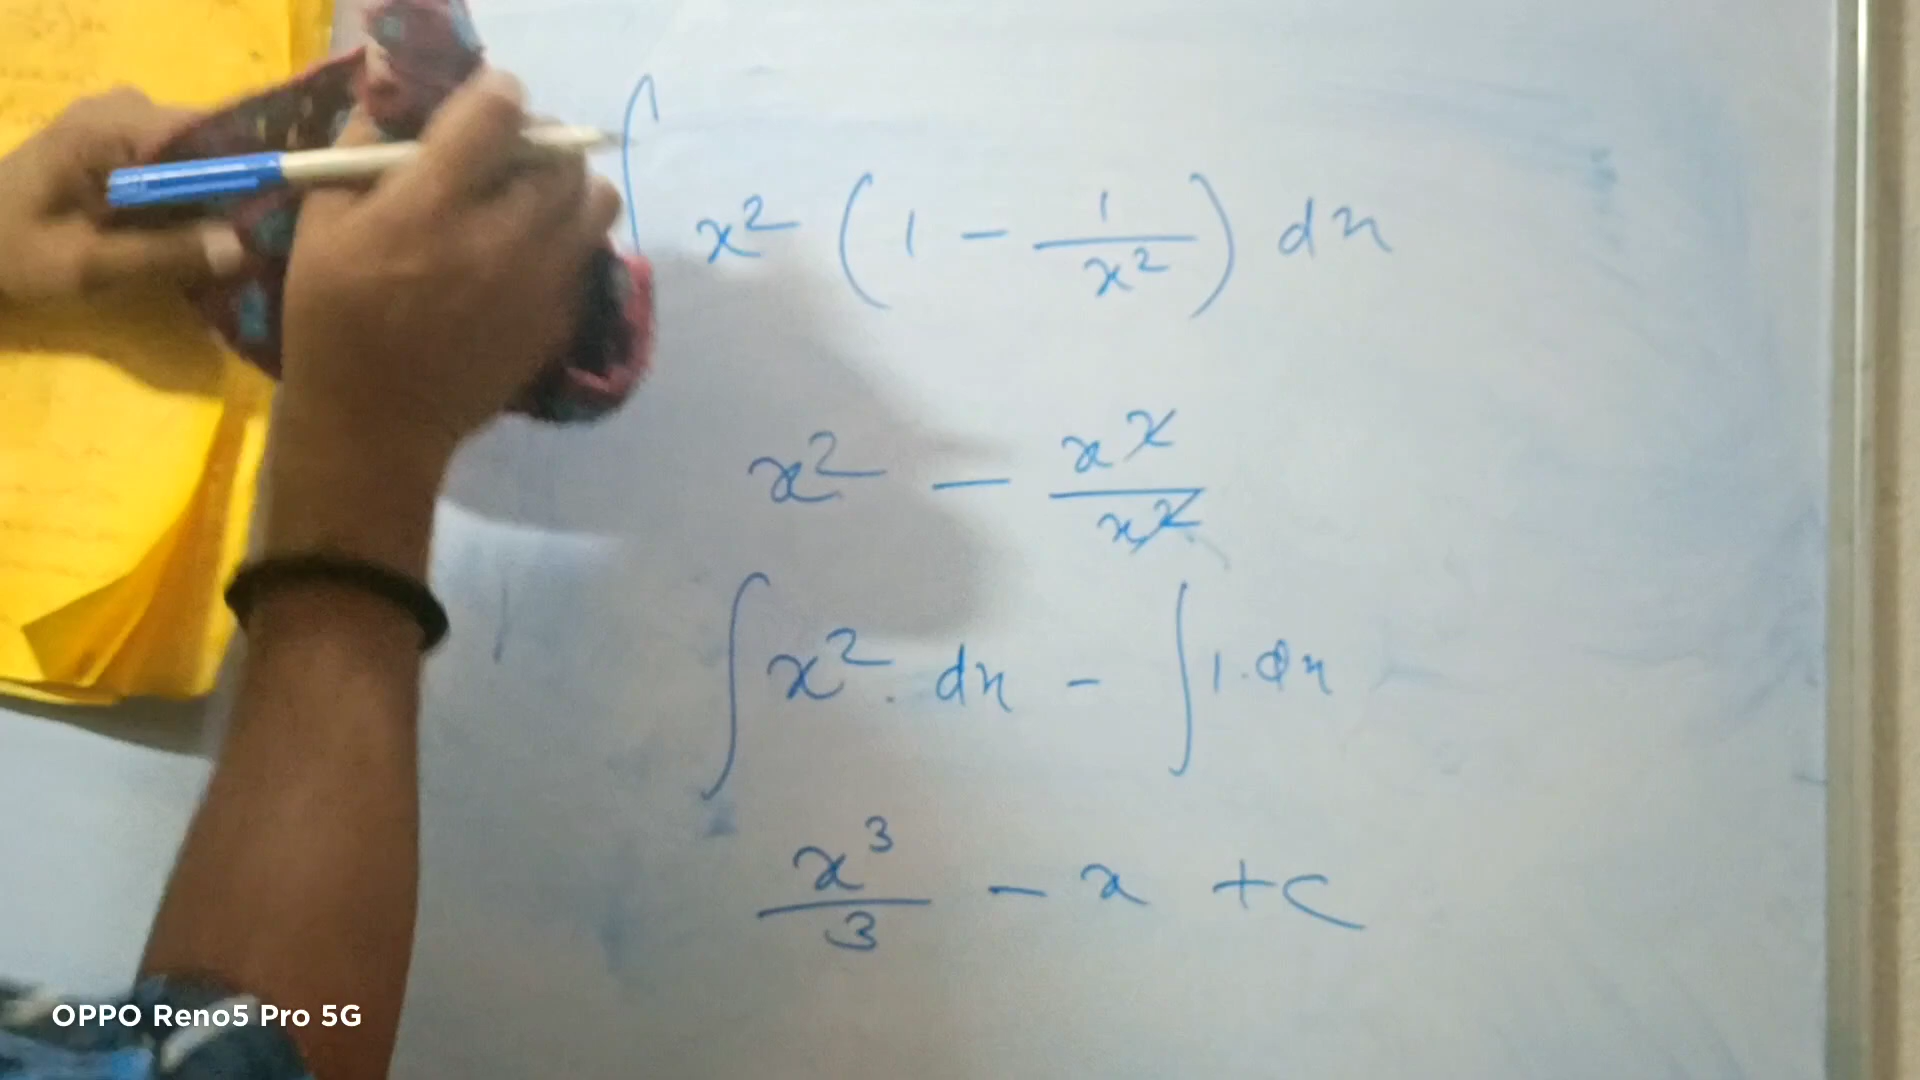 ∫ x² (1 - 1/x²) dx
x² - x²/x²
∫ x² . dx - ∫ 1 . dx
x³/3 - x + c
OPPO Reno5 Pro 5G